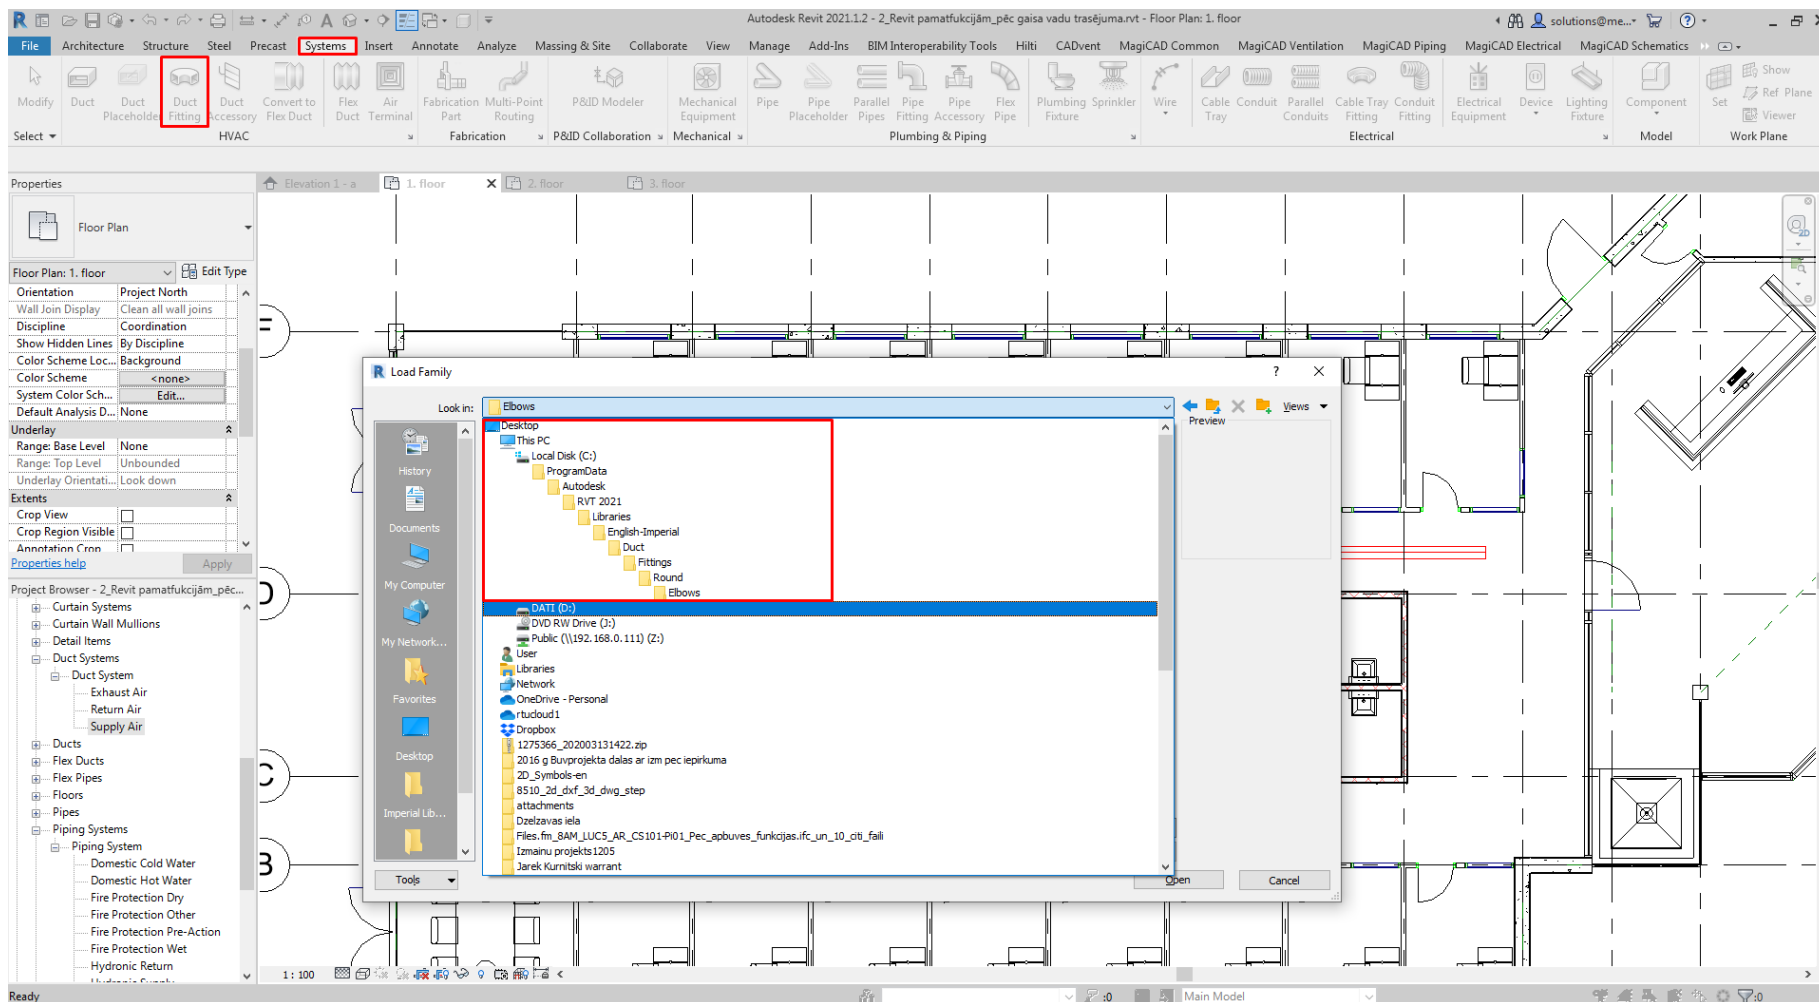 Autodesk Revit 2021.1.2 - 2_Revit pamatfukcijām_pēc gaisa vadu trasējuma.rvt - Floor Plan: 1. floor
solutions@me...
File Architecture Structure Steel Precast Systems Insert Annotate Analyze Massing & Site Collaborate View Manage Add-Ins BIM Interoperability Tools Hilti CADvent MagiCAD Common MagiCAD Ventilation MagiCAD Piping MagiCAD Electrical MagiCAD Schematics
Modify Duct Duct Placeholder Duct Fitting Duct Accessory Convert to Flex Duct Flex Duct Air Terminal Fabrication Part Multi-Point Routing P&ID Modeler Mechanical Equipment Pipe Pipe Placeholder Parallel Pipes Pipe Fitting Pipe Accessory Flex Pipe Plumbing Fixture Sprinkler Wire Cable Tray Conduit Parallel Conduits Cable Tray Fitting Conduit Fitting Electrical Equipment Device Lighting Fixture Component Set Show Ref Plane Viewer
Select HVAC Fabrication P&ID Collaboration Mechanical Plumbing & Piping Electrical Model Work Plane
Properties
Elevation 1 - a 1. floor 2. floor 3. floor
Floor Plan
Floor Plan: 1. floor Edit Type
Orientation Project North
Wall Join Display Clean all wall joins
Discipline Coordination
Show Hidden Lines By Discipline
Color Scheme Loc... Background
Color Scheme <none>
System Color Sch... Edit...
Default Analysis D... None
Underlay
Range: Base Level None
Range: Top Level Unbounded
Underlay Orientati... Look down
Extents
Crop View
Crop Region Visible
Annotation Crop
Properties help Apply
Project Browser - 2_Revit pamatfukcijām_pēc...
Curtain Systems
Curtain Wall Mullions
Detail Items
Duct Systems
Duct System
Exhaust Air
Return Air
Supply Air
Ducts
Flex Ducts
Flex Pipes
Floors
Pipes
Piping Systems
Piping System
Domestic Cold Water
Domestic Hot Water
Fire Protection Dry
Fire Protection Other
Fire Protection Pre-Action
Fire Protection Wet
Hydronic Return
Hydronic Supply
F
D
C
B
2D
Load Family
Look in: Elbows
Views
Preview
History
Documents
My Computer
My Network...
Favorites
Desktop
Imperial Lib...
Desktop
This PC
Local Disk (C:)
ProgramData
Autodesk
RVT 2021
Libraries
English-Imperial
Duct
Fittings
Round
Elbows
DATI (D:)
DVD RW Drive (J:)
Public (\\192.168.0.111) (Z:)
User
Libraries
Network
OneDrive - Personal
rtucloud1
Dropbox
1275366_202003131422.zip
2016 g Buvprojekta dalas ar izm pec iepirkuma
2D_Symbols-en
8510_2d_dxf_3d_dwg_step
attachments
Dzelzavas iela
Files.fm_8AM_LUC5_AR_CS101-Pi01_Pec_apbuves_funkcijas.ifc_un_10_citi_faili
Izmainu projekts1205
Jarek Kurnitski warrant
Tools Open Cancel
1 : 100
Ready :0 Main Model :0